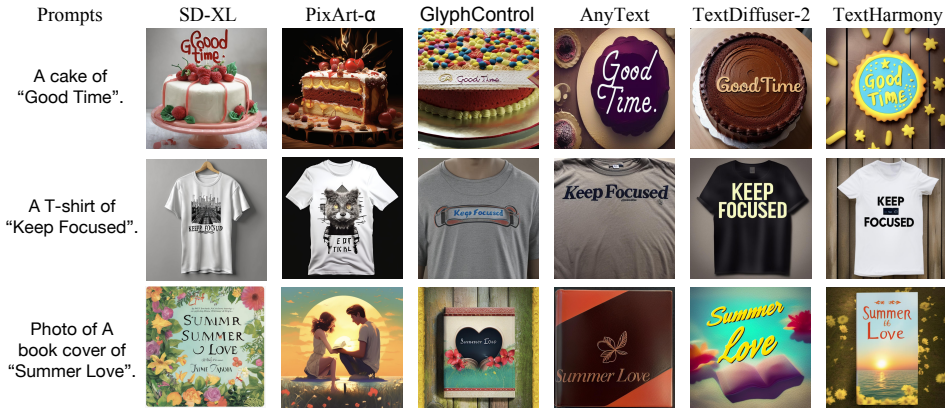 Prompts SD-XL PixArt-α GlyphControl AnyText TextDiffuser-2 TextHarmony
A cake of
“Good Time”.
Good
time
Good Time.
Good
Time.
GoodTime
Good
TIME.
A T-shirt of
“Keep Focused”.
Keep Focused
Keep Focused
KEEP
FOCUSED
KEEP
FOCUSED
Photo of A
book cover of
“Summer Love”.
SUMMR
SUMMER
LOVE
Summer Love
Summer Love
Summer
Love
Summer
Love